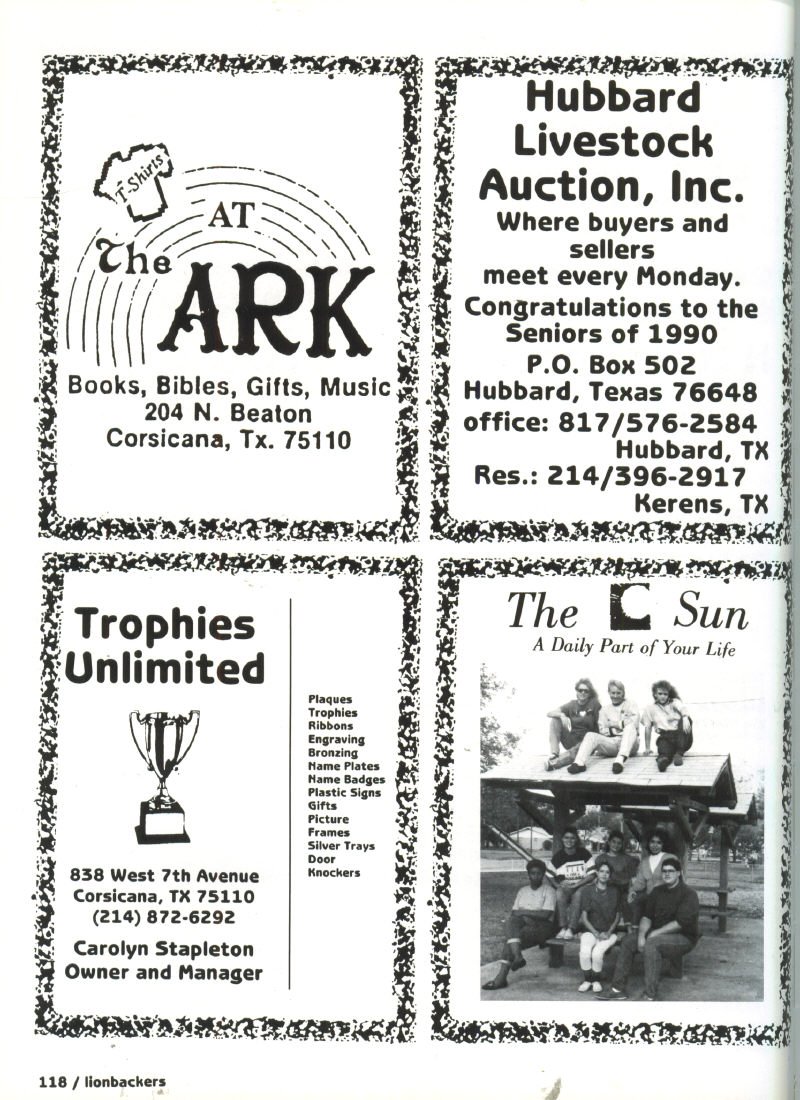 T-Shirts
AT
The
ARK
Books, Bibles, Gifts, Music
204 N. Beaton
Corsicana, Tx. 75110
Hubbard
Livestock
Auction, Inc.
Where buyers and
sellers
meet every Monday.
Congratulations to the
Seniors of 1990
P.O. Box 502
Hubbard, Texas 76648
office: 817/576-2584
Hubbard, TX
Res.: 214/396-2917
Kerens, TX
Trophies
Unlimited
838 West 7th Avenue
Corsicana, TX 75110
(214) 872-6292
Carolyn Stapleton
Owner and Manager
Plaques
Trophies
Ribbons
Engraving
Bronzing
Name Plates
Name Badges
Plastic Signs
Gifts
Picture
Frames
Silver Trays
Door
Knockers
The C Sun
A Daily Part of Your Life
118 / lionbackers